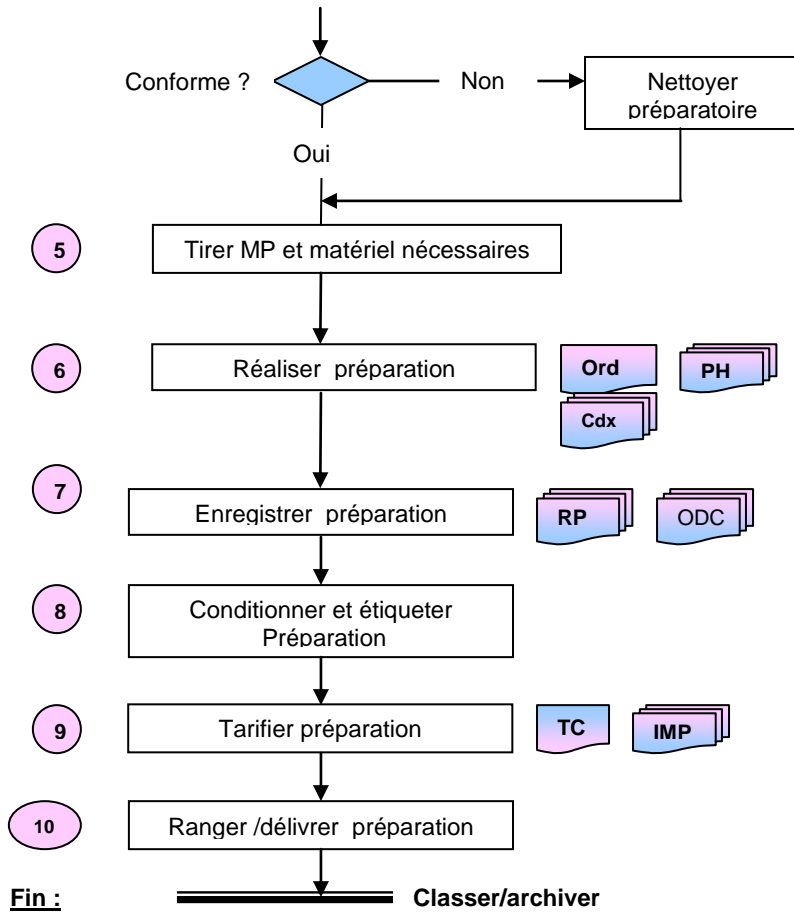 Conforme ?
Non
Nettoyer
préparatoire
Oui
5
Tirer MP et matériel nécessaires
6
Réaliser préparation
Ord
PH
Cdx
7
Enregistrer préparation
RP
ODC
8
Conditionner et étiqueter
Préparation
9
Tarifier préparation
TC
IMP
10
Ranger /délivrer préparation
Fin :
Classer/archiver